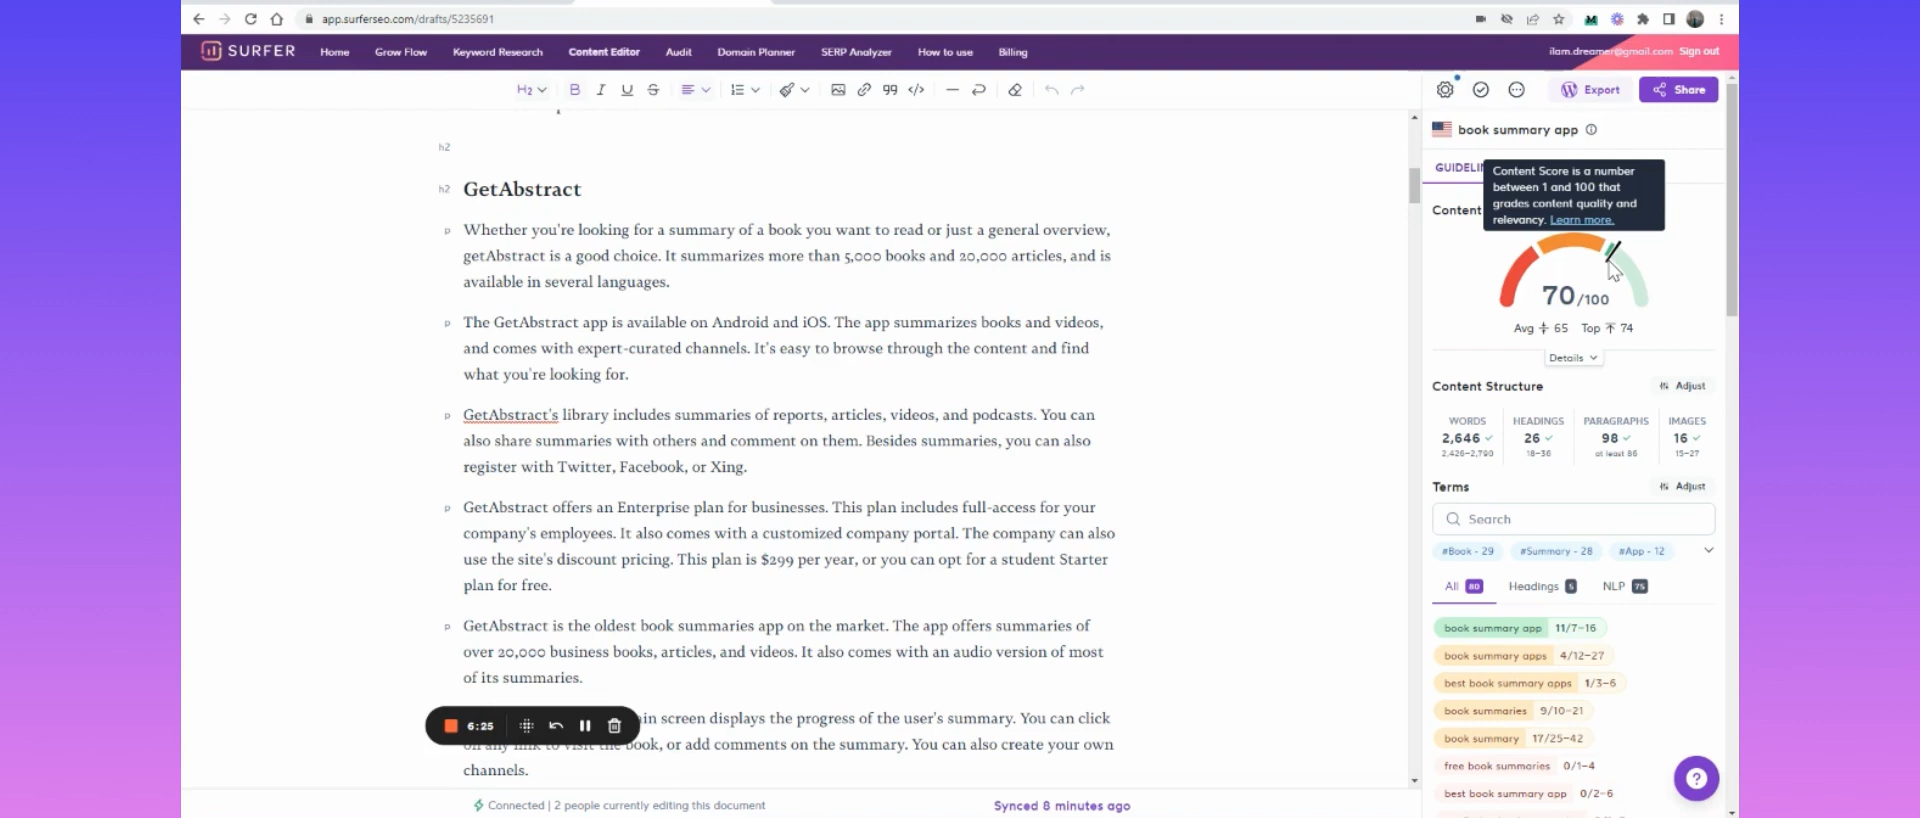 app.surferseo.com/drafts/5235691
SURFER
Home
Grow Flow
Keyword Research
Content Editor
Audit
Domain Planner
SERP Analyzer
How to use
Billing
ilam.dreamer@gmail.com Sign out
H2
B I U S
99 </>
Export
Share
book summary app
h2
h2 GetAbstract
p Whether you're looking for a summary of a book you want to read or just a general overview,
getAbstract is a good choice. It summarizes more than 5,000 books and 20,000 articles, and is
available in several languages.
p The GetAbstract app is available on Android and iOS. The app summarizes books and videos,
and comes with expert-curated channels. It's easy to browse through the content and find
what you're looking for.
p GetAbstract's library includes summaries of reports, articles, videos, and podcasts. You can
also share summaries with others and comment on them. Besides summaries, you can also
register with Twitter, Facebook, or Xing.
p GetAbstract offers an Enterprise plan for businesses. This plan includes full-access for your
company's employees. It also comes with a customized company portal. The company can also
use the site's discount pricing. This plan is $299 per year, or you can opt for a student Starter
plan for free.
p GetAbstract is the oldest book summaries app on the market. The app offers summaries of
over 20,000 business books, articles, and videos. It also comes with an audio version of most
of its summaries.
6:25
in screen displays the progress of the user's summary. You can click
book, or add comments on the summary. You can also create your own
channels.
Connected | 2 people currently editing this document
Synced 8 minutes ago
GUIDELIN
Content Score is a number
between 1 and 100 that
grades content quality and
relevancy. Learn more.
Content
70/100
Avg 65 Top 74
Details
Content Structure
Adjust
WORDS
2,646
2,426-2,790
HEADINGS
26
18-36
PARAGRAPHS
98
at least 86
IMAGES
16
15-27
Terms
Adjust
Search
#Book - 29
#Summary - 28
#App - 12
All 80
Headings 5
NLP 75
book summary app 11/7-16
book summary apps 4/12-27
best book summary apps 1/3-6
book summaries 9/10-21
book summary 17/25-42
free book summaries 0/1-4
best book summary app 0/2-6
?